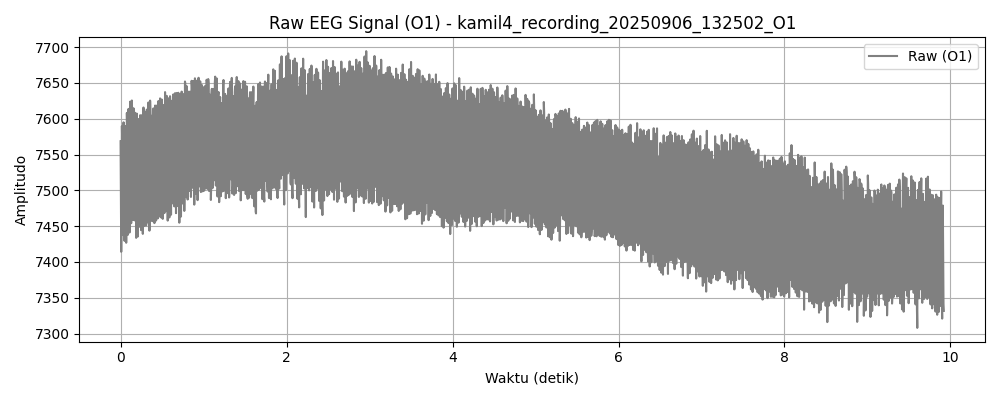 Raw EEG Signal (O1) - kamil4_recording_20250906_132502_O1
Raw (O1)
Amplitudo
7700
7650
7600
7550
7500
7450
7400
7350
7300
0 2 4 6 8 10
Waktu (detik)